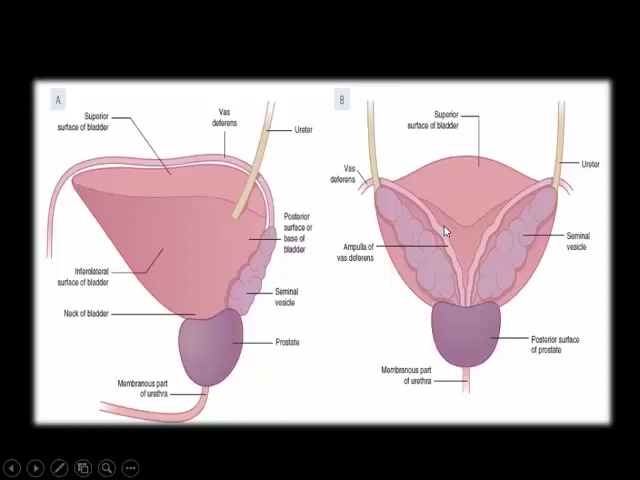 A
Superior
surface of bladder
Vas
deferens
Ureter
Posterior
surface or
base of
bladder
Inferolateral
surface of bladder
Seminal
vesicle
Neck of bladder
Prostate
Membranous part
of urethra
B
Superior
surface of bladder
Vas
deferens
Ureter
Ampulla of
vas deferens
Seminal
vesicle
Posterior surface
of prostate
Membranous part
of urethra